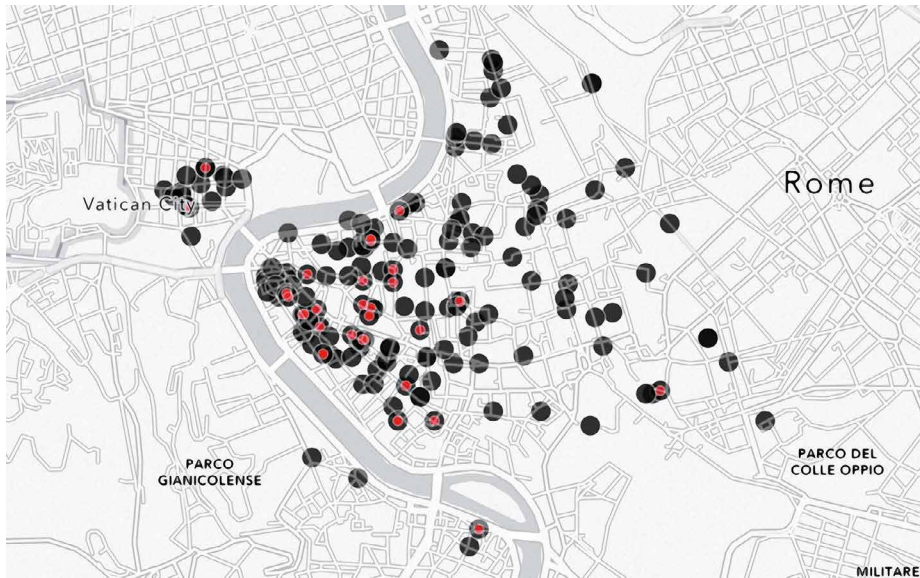 Rome
Vatican City
PARCO
GIANICOLENSE
PARCO DEL
COLLE OPPIO
MILITARE